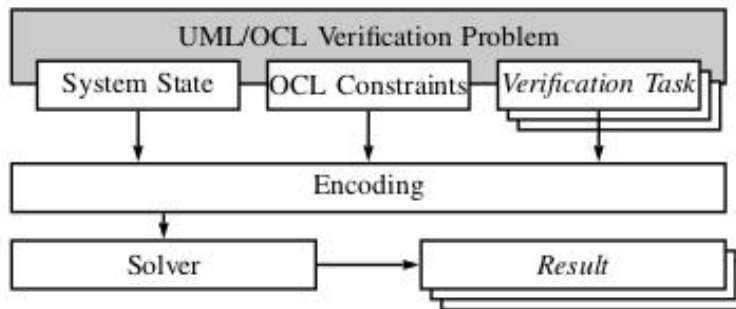 UML/OCL Verification Problem
System State
OCL Constraints
Verification Task
Encoding
Solver
Result